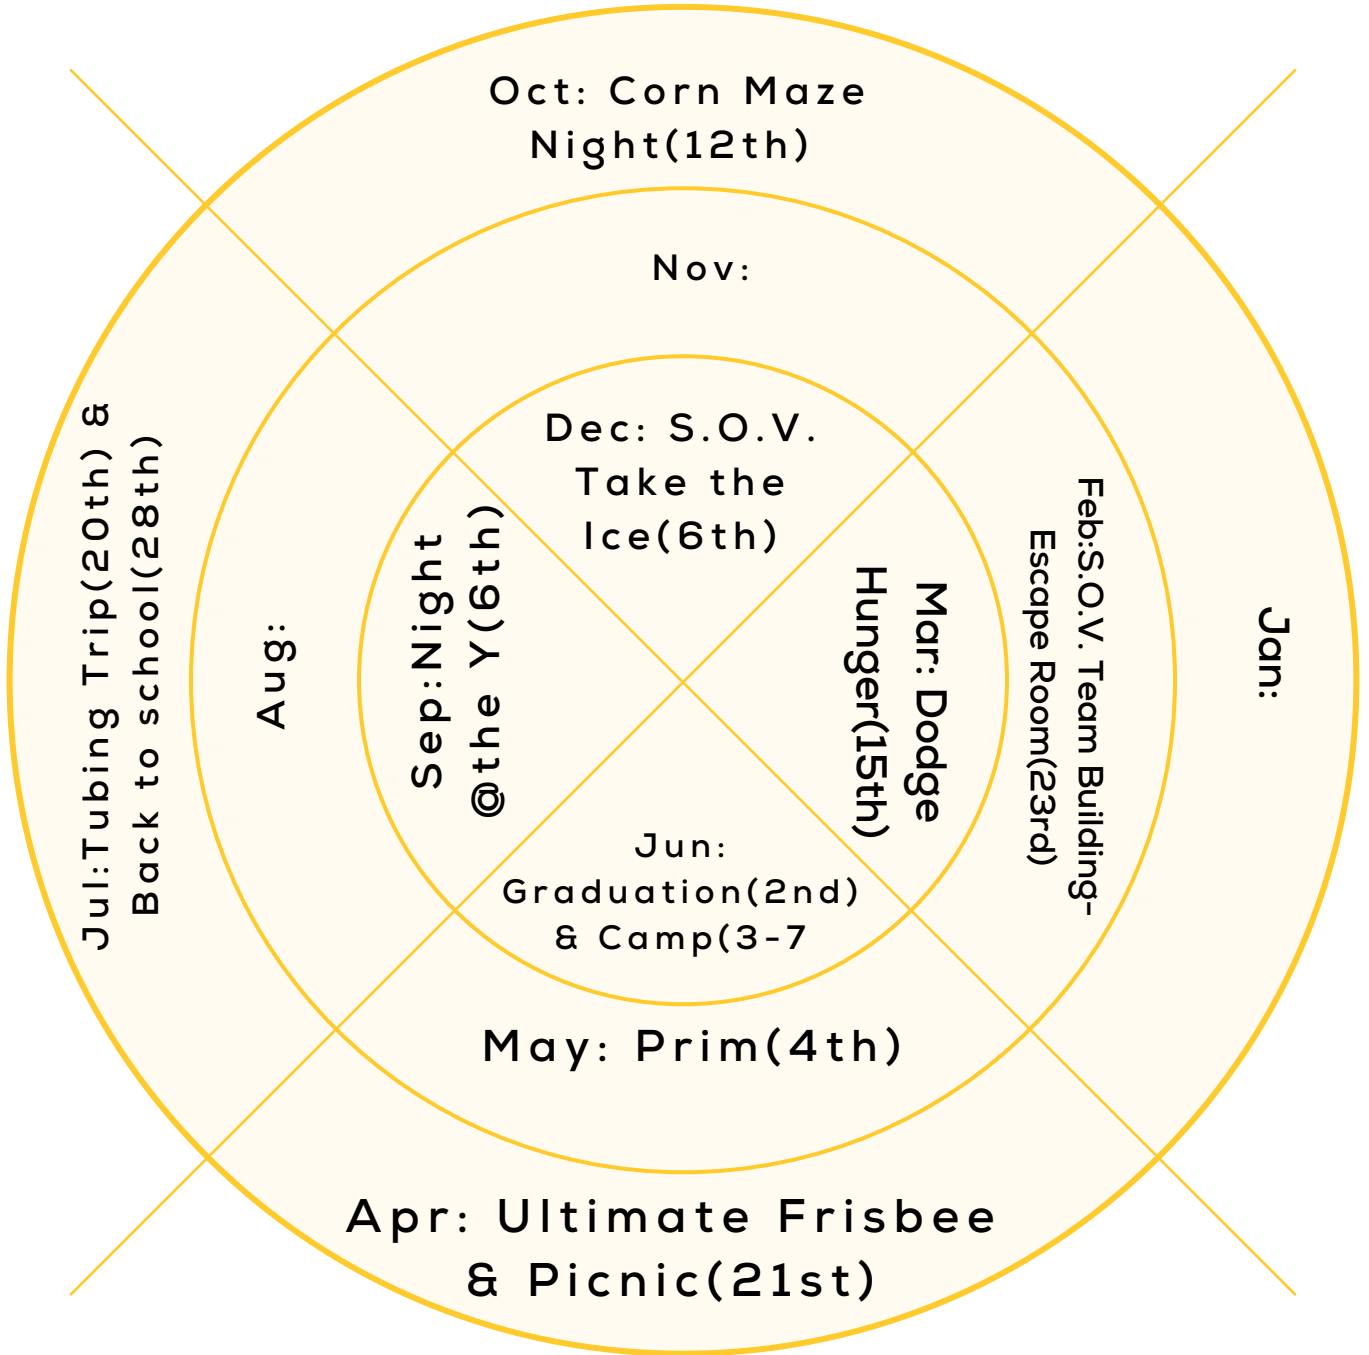 Oct: Corn Maze
Night(12th)
Nov:
Dec: S.O.V.
Take the
Ice(6th)
Jan:
Feb:S.O.V. Team Building-
Escape Room(23rd)
Mar: Dodge
Hunger(15th)
Apr: Ultimate Frisbee
& Picnic(21st)
May: Prim(4th)
Jun:
Graduation(2nd)
& Camp(3-7
Jul:Tubing Trip(20th) &
Back to school(28th)
Aug:
Sep:Night
@the Y(6th)